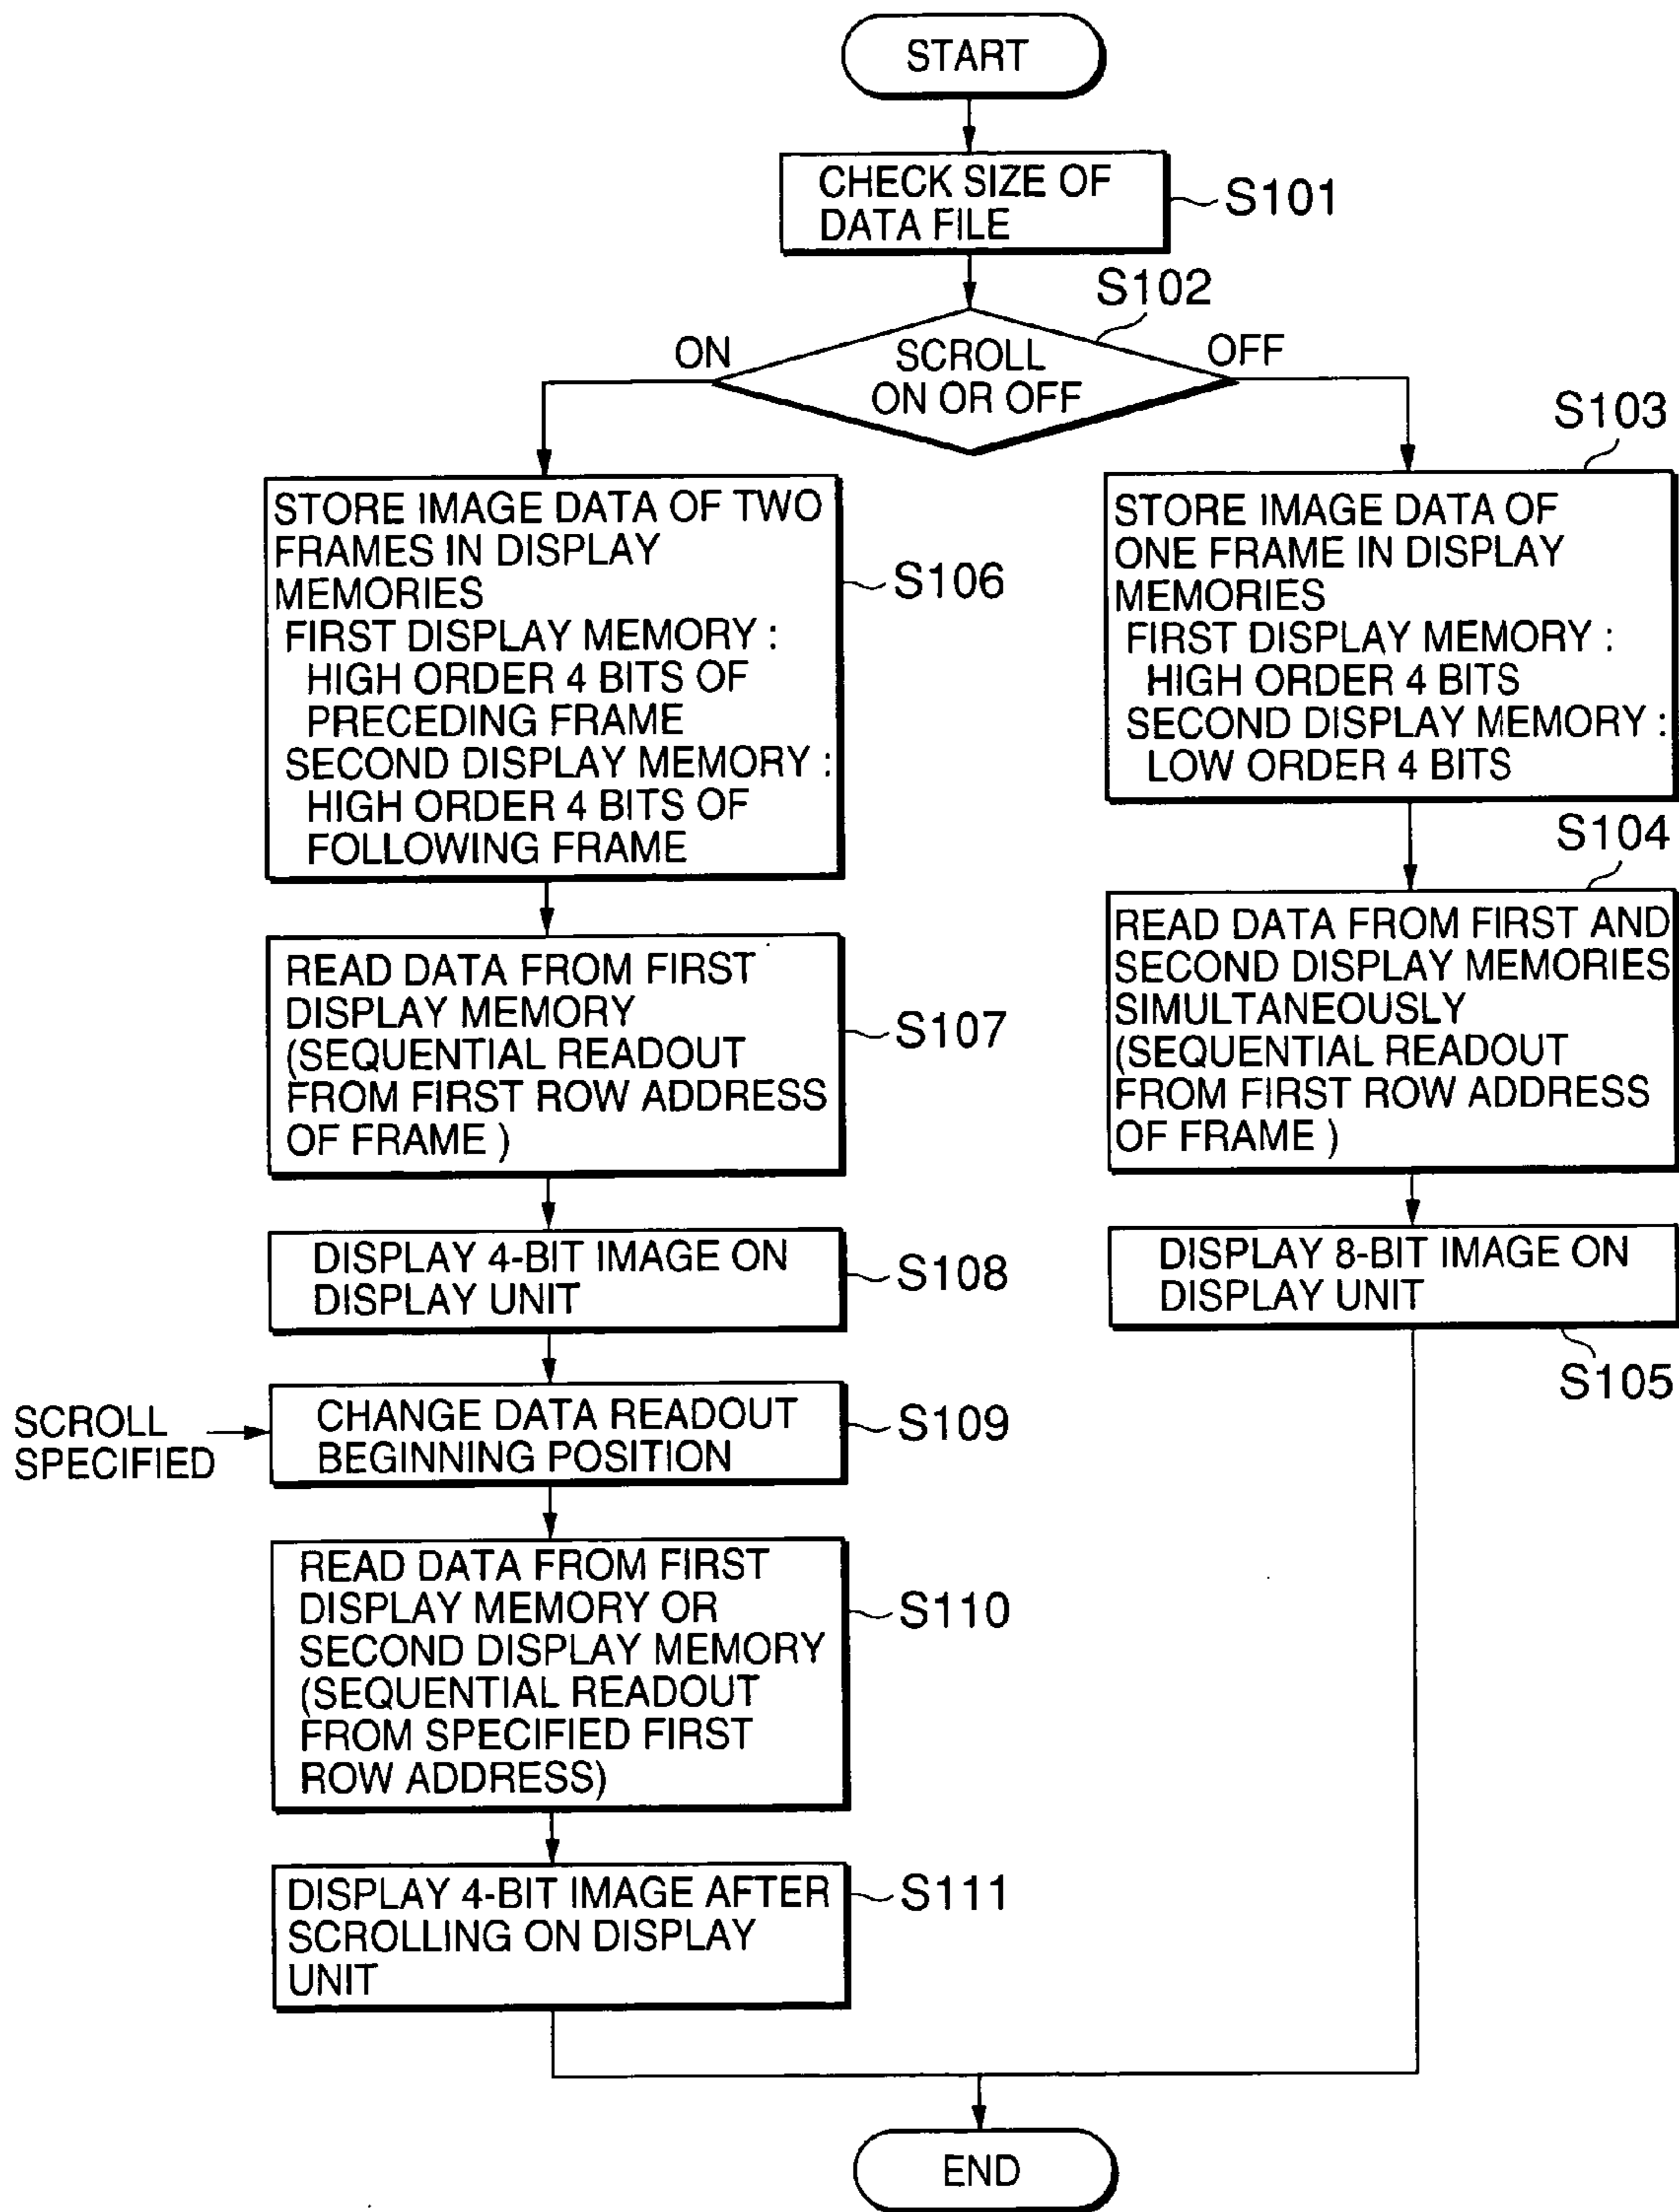 START
CHECK SIZE OF
DATA FILE
S101
S102
ON
SCROLL
ON OR OFF
OFF
S103
STORE IMAGE DATA OF
ONE FRAME IN DISPLAY
MEMORIES
FIRST DISPLAY MEMORY :
HIGH ORDER 4 BITS
SECOND DISPLAY MEMORY :
LOW ORDER 4 BITS
S104
READ DATA FROM FIRST AND
SECOND DISPLAY MEMORIES
SIMULTANEOUSLY
(SEQUENTIAL READOUT
FROM FIRST ROW ADDRESS
OF FRAME )
DISPLAY 8-BIT IMAGE ON
DISPLAY UNIT
S105
STORE IMAGE DATA OF TWO
FRAMES IN DISPLAY
MEMORIES
FIRST DISPLAY MEMORY :
HIGH ORDER 4 BITS OF
PRECEDING FRAME
SECOND DISPLAY MEMORY :
HIGH ORDER 4 BITS OF
FOLLOWING FRAME
S106
READ DATA FROM FIRST
DISPLAY MEMORY
(SEQUENTIAL READOUT
FROM FIRST ROW ADDRESS
OF FRAME )
S107
DISPLAY 4-BIT IMAGE ON
DISPLAY UNIT
S108
SCROLL
SPECIFIED
CHANGE DATA READOUT
BEGINNING POSITION
S109
READ DATA FROM FIRST
DISPLAY MEMORY OR
SECOND DISPLAY MEMORY
(SEQUENTIAL READOUT
FROM SPECIFIED FIRST
ROW ADDRESS)
S110
DISPLAY 4-BIT IMAGE AFTER
SCROLLING ON DISPLAY
UNIT
S111
END